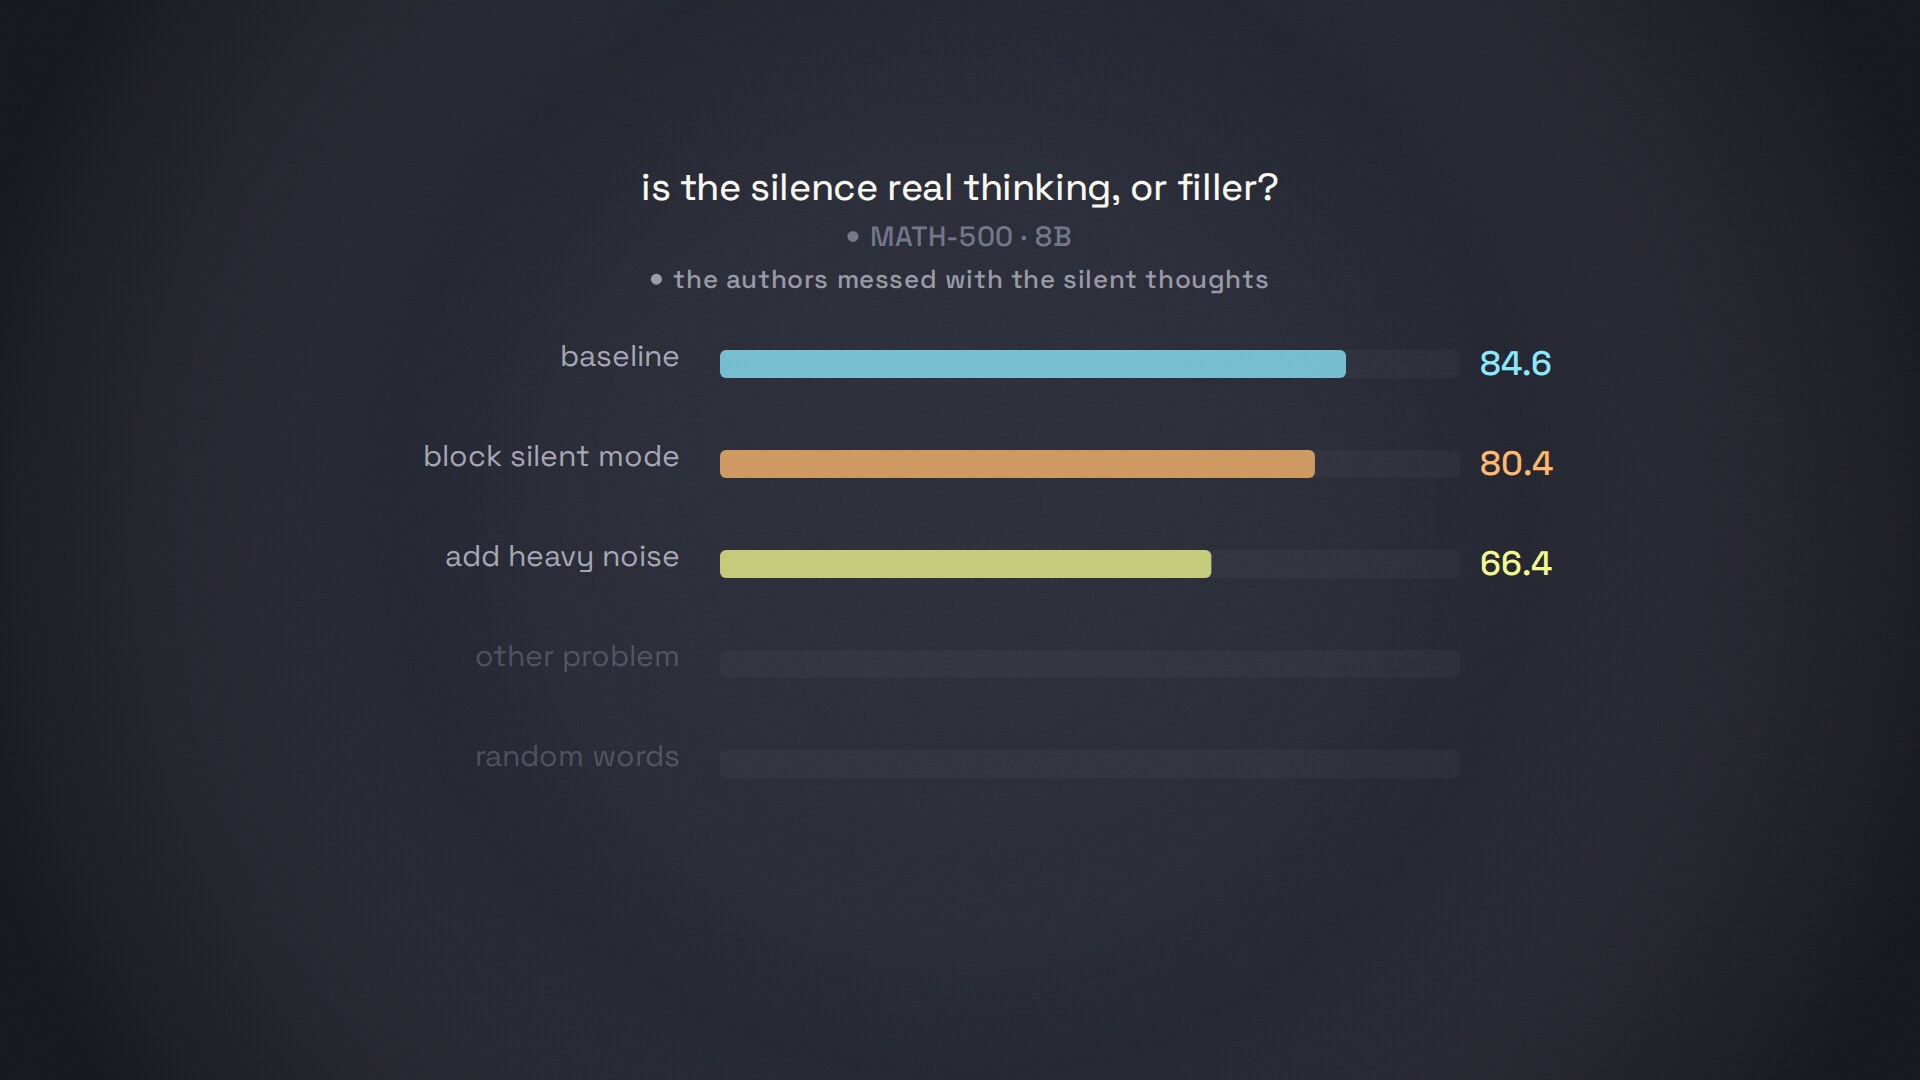 is the silence real thinking, or filler?
• MATH-500 · 8B
• the authors messed with the silent thoughts
baseline 84.6
block silent mode 80.4
add heavy noise 66.4
other problem
random words